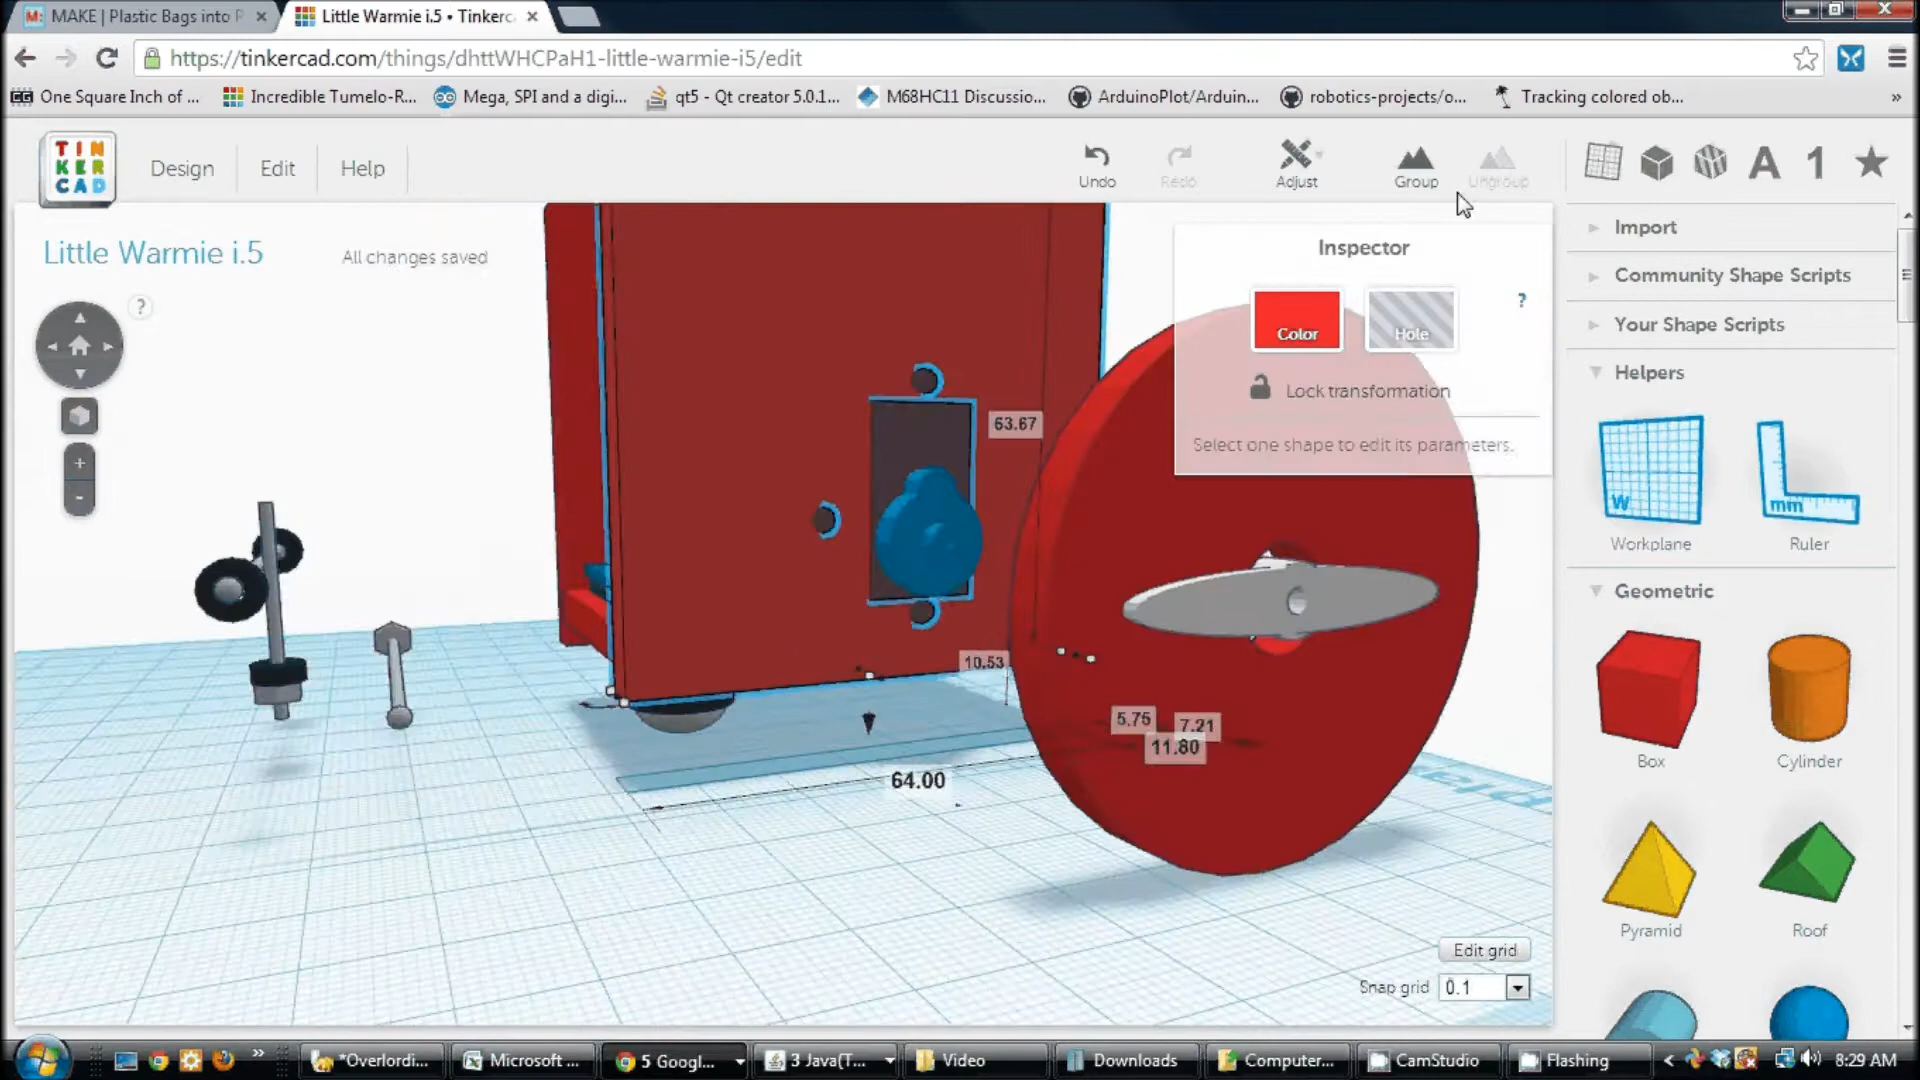 MAKE | Plastic Bags into P
Little Warmie i.5 • Tinkerc
https://tinkercad.com/things/dhttWHCPaH1-little-warmie-i5/edit
One Square Inch of ...
Incredible Tumelo-R...
Mega, SPI and a digi...
qt5 - Qt creator 5.0.1...
M68HC11 Discussio...
ArduinoPlot/Arduin...
robotics-projects/o...
Tracking colored ob...
»
TIN
KER
CAD
Design
Edit
Help
Undo
Redo
Adjust
Group
Ungroup
A
1
Little Warmie i.5
All changes saved
?
Inspector
Color
Hole
?
Lock transformation
Select one shape to edit its parameters.
Import
Community Shape Scripts
Your Shape Scripts
Helpers
W
mm
Workplane
Ruler
Geometric
Box
Cylinder
Pyramid
Roof
63.67
10.53
5.75
7.21
11.80
64.00
Edit grid
Snap grid
0.1
»
*Overlordi...
Microsoft ...
5 Googl...
3 Java(T...
Video
Downloads
Computer...
CamStudio
Flashing
8:29 AM